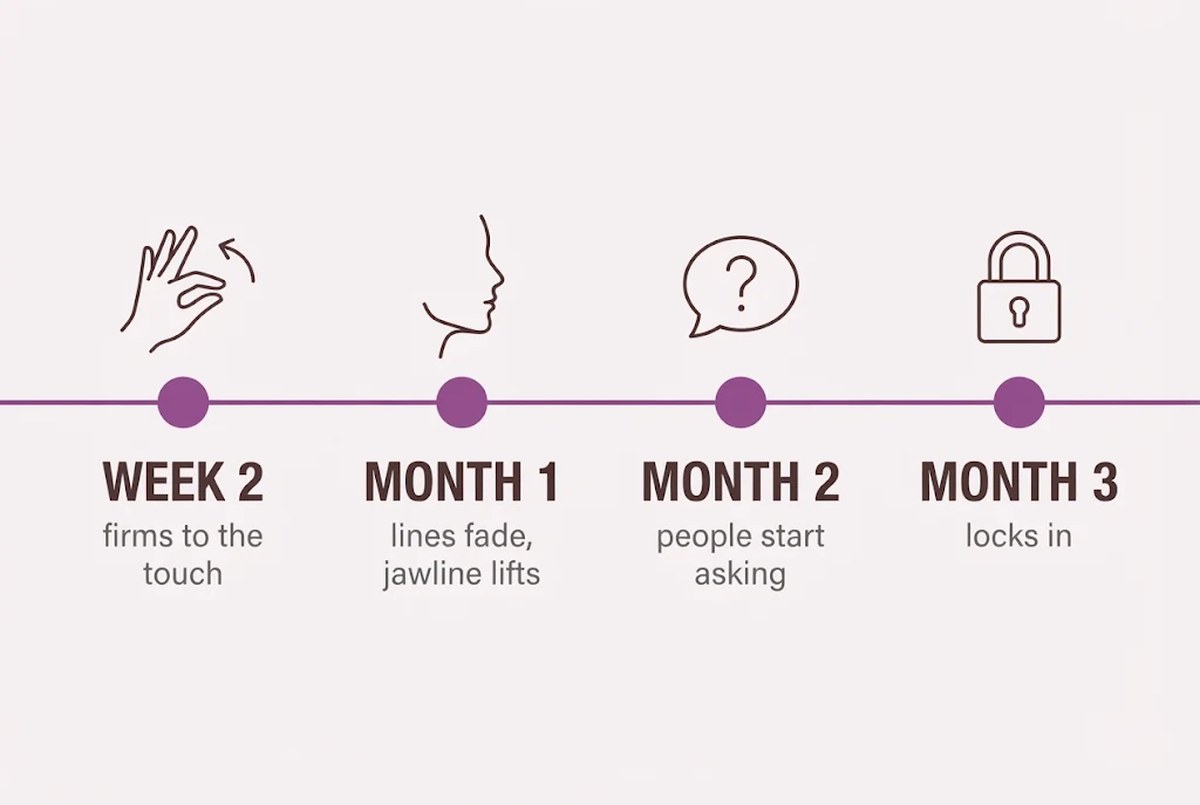 WEEK 2
firms to the
touch
MONTH 1
lines fade,
jawline lifts
?
MONTH 2
people start
asking
MONTH 3
locks in